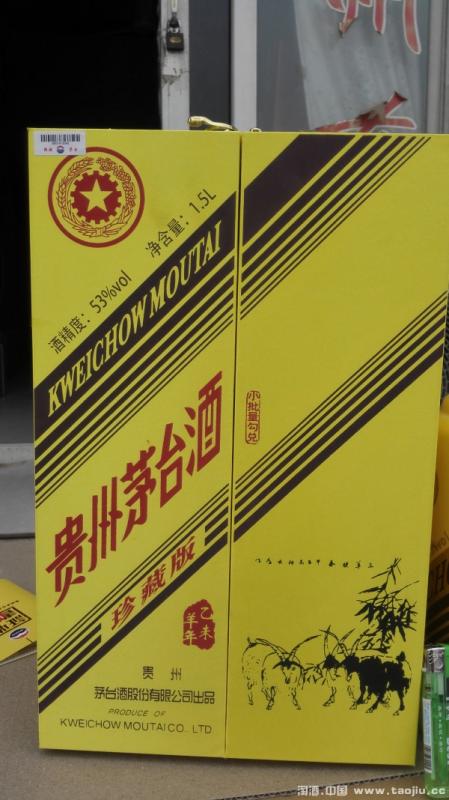 净含量：1.5L
酒精度：53%vol
KWEICHOW MOUTAI
贵州茅台酒
珍藏版
乙未
羊年
小批量勾兑
贵 州
茅台酒股份有限公司出品
PRODUCE OF
KWEICHOW MOUTAI CO., LTD.
淘酒.中国 www.taojiu.cc